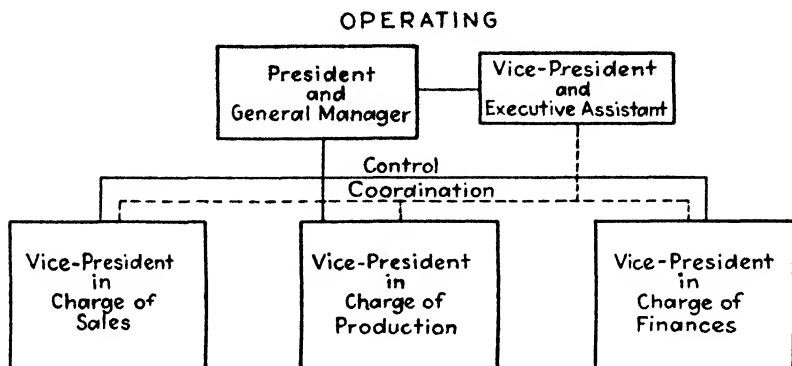 OPERATING
President
and
General Manager
Vice-President
and
Executive Assistant
Control
Coordination
Vice-President
in
Charge of
Sales
Vice-President
in
Charge of
Production
Vice-President
in
Charge of
Finances